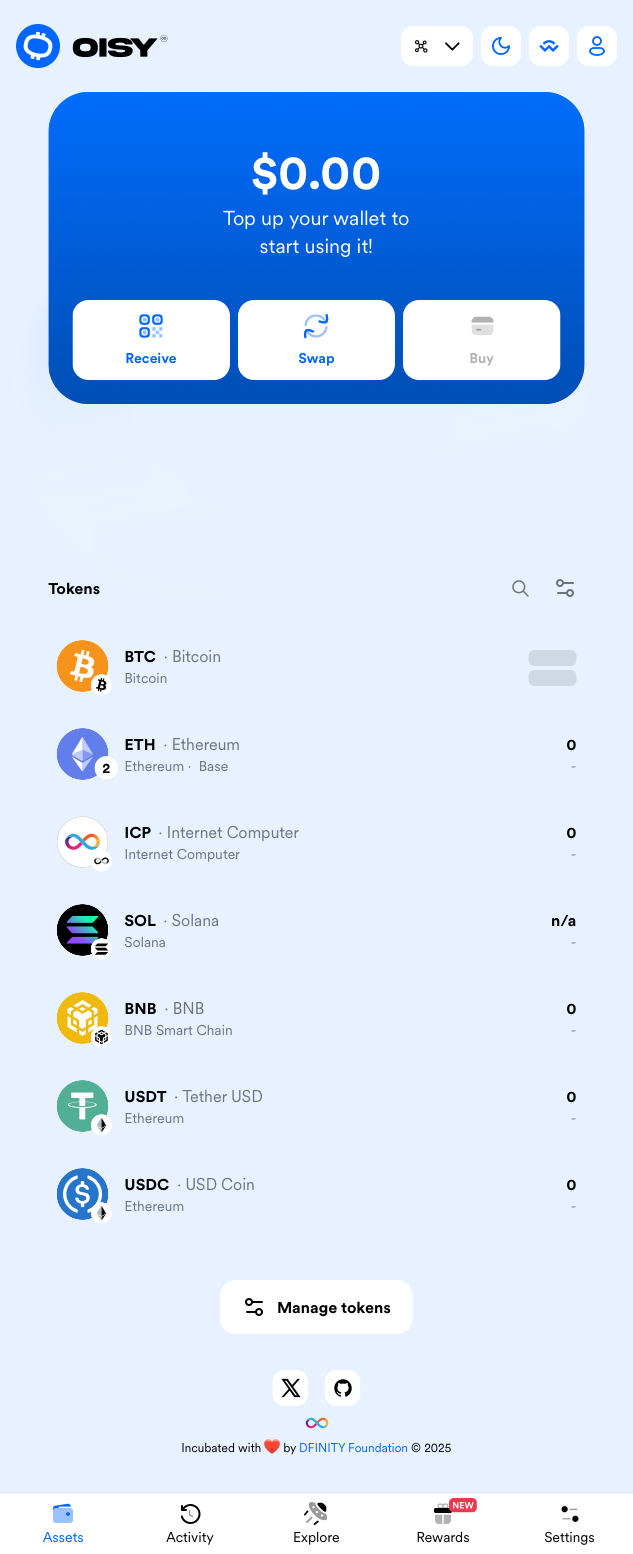 OISY
$0.00
Top up your wallet to
start using it!
Receive
Swap
Buy
Tokens
BTC · Bitcoin
Bitcoin
ETH · Ethereum
0
2
Ethereum · Base
-
ICP · Internet Computer
0
Internet Computer
-
SOL · Solana
n/a
Solana
-
BNB · BNB
0
BNB Smart Chain
-
USDT · Tether USD
0
Ethereum
-
USDC · USD Coin
0
Ethereum
-
Manage tokens
Incubated with ❤️ by DFINITY Foundation © 2025
NEW
Assets
Activity
Explore
Rewards
Settings